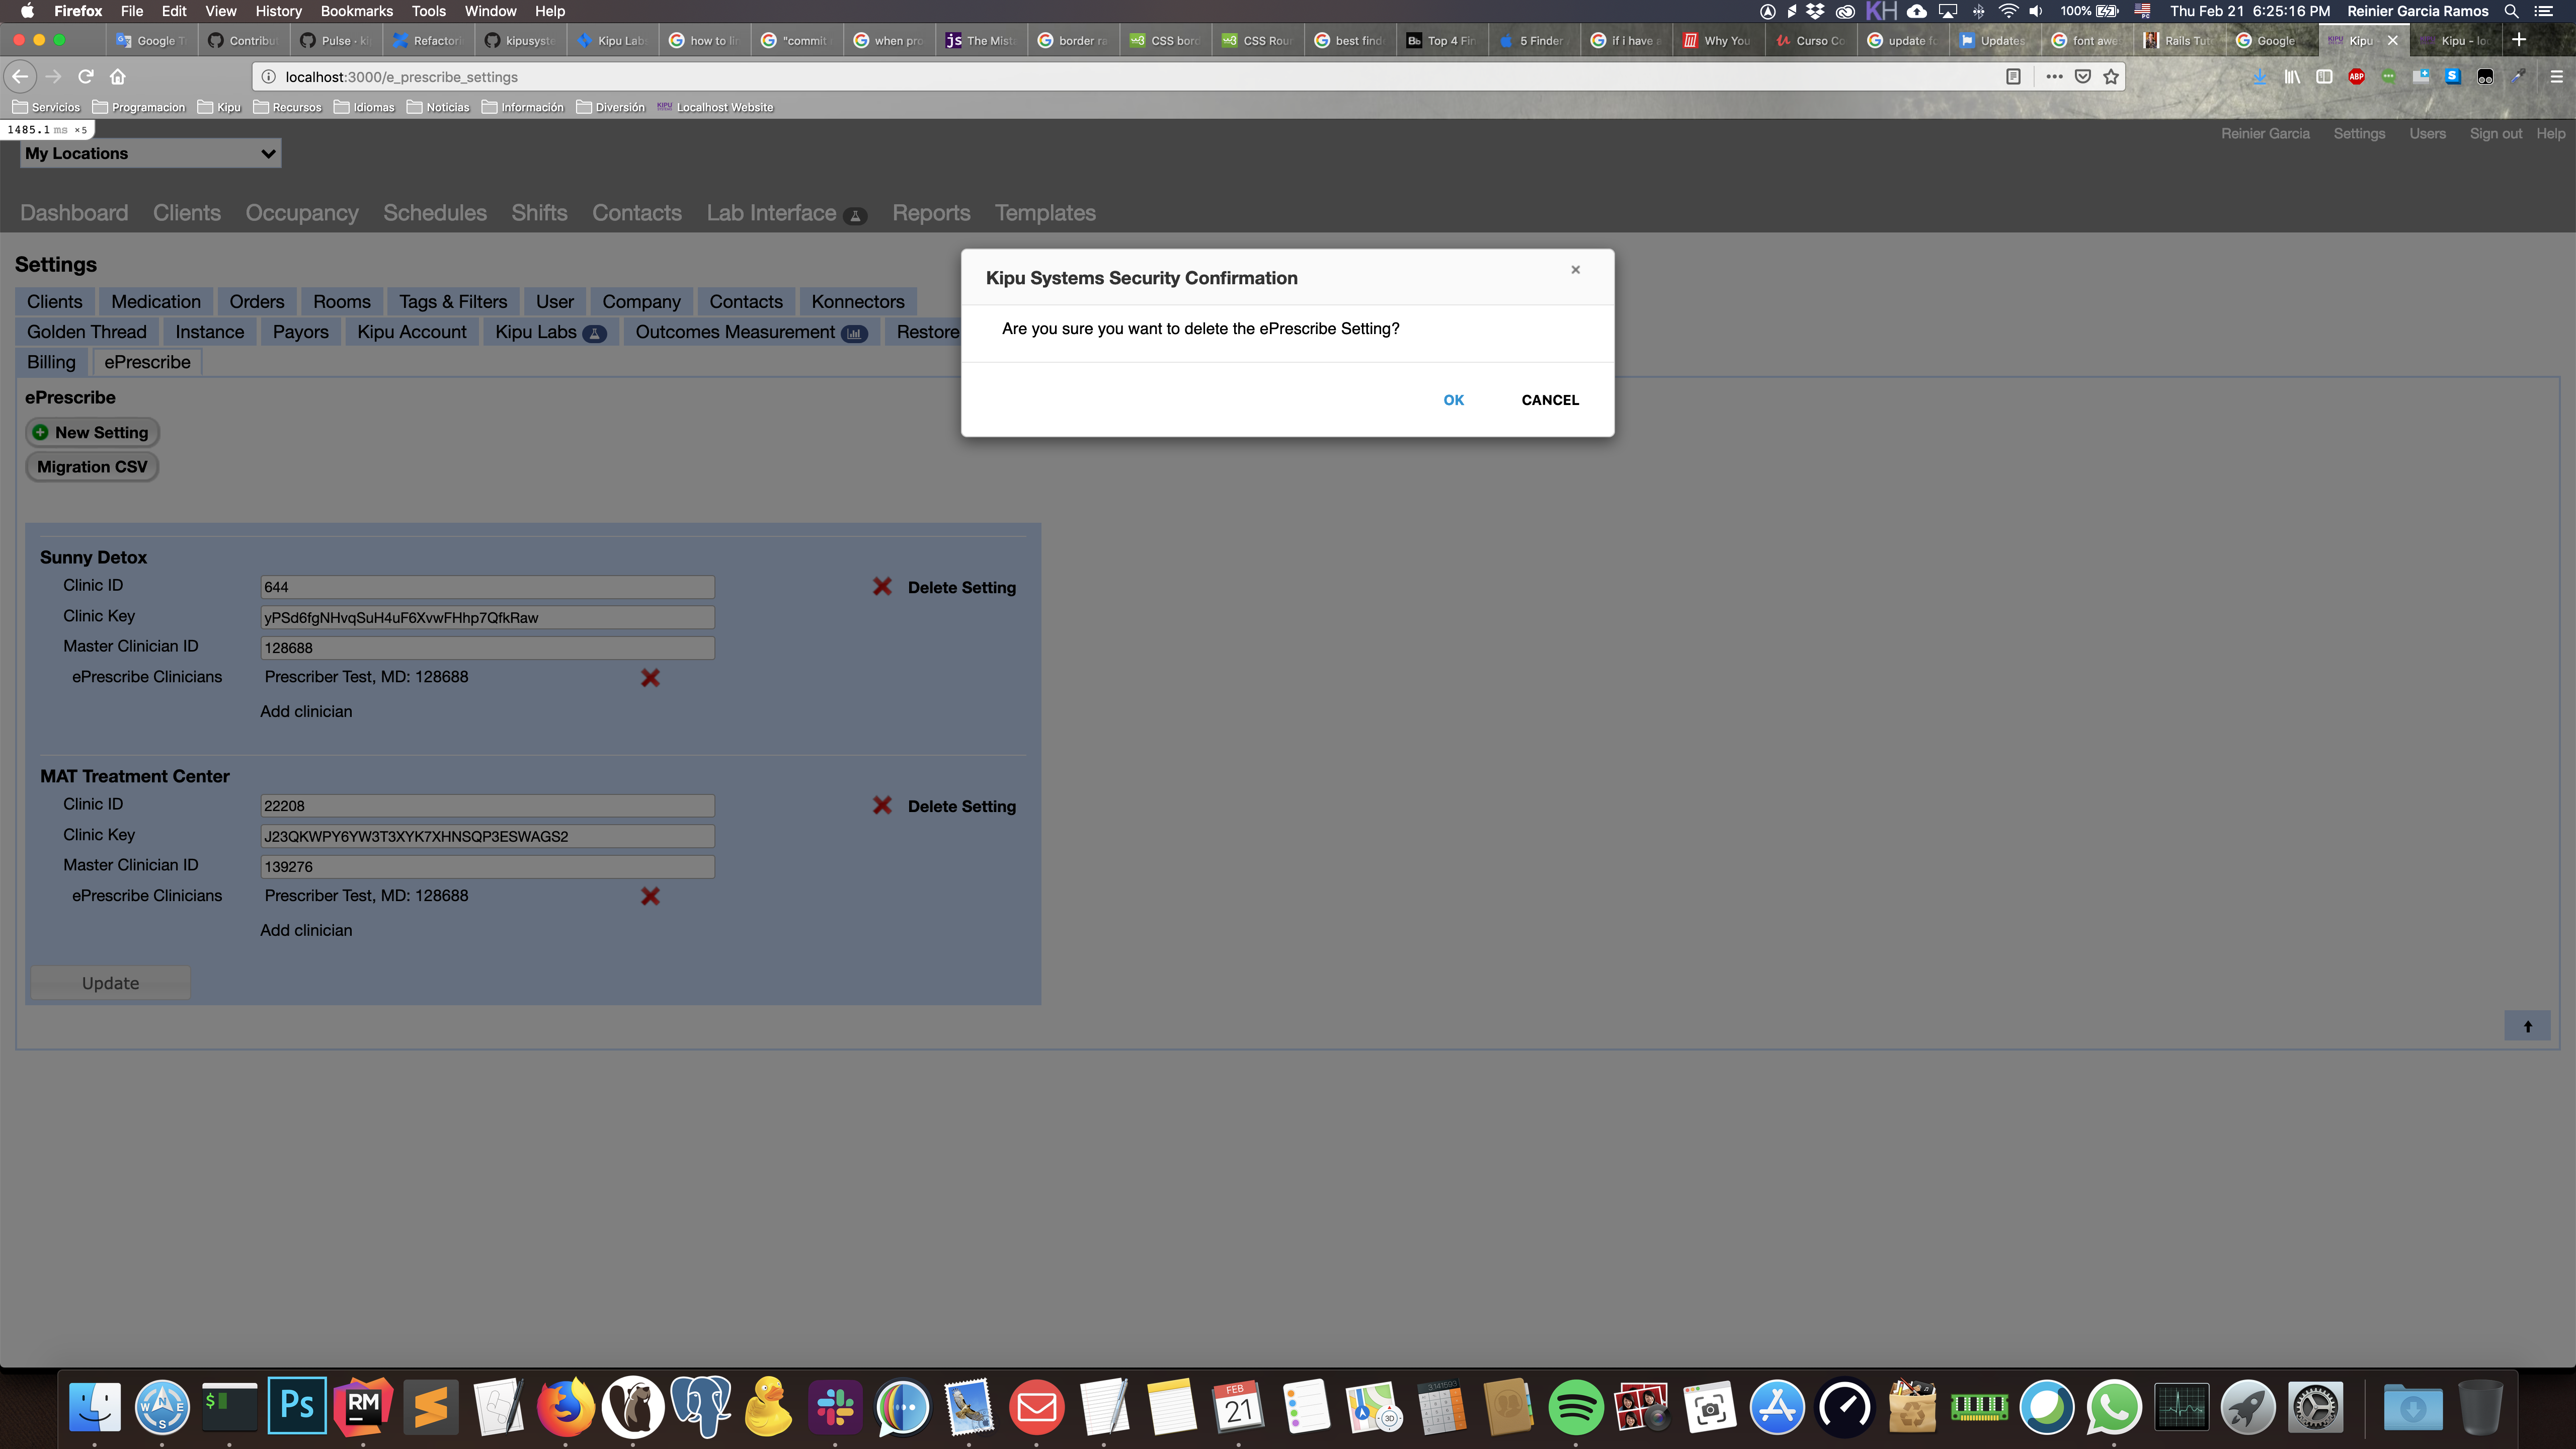 Firefox File Edit View History Bookmarks Tools Window Help 100% Thu Feb 21 6:25:16 PM Reinier Garcia Ramos
Google T Contribut Pulse - ki Refactori kipusyste Kipu Lab how to li "commit when pro The Mist border ra CSS bord CSS Rour best find Top 4 Fin 5 Finder if i have a Why You Curso Co update fo Updates font awe Rails Tut Google Kipu Kipu - loc
localhost:3000/e_prescribe_settings
Servicios Programacion Kipu Recursos Idiomas Noticias Información Diversión Localhost Website
1485.1 ms ×5
Reinier Garcia Settings Users Sign out Help
My Locations
Dashboard Clients Occupancy Schedules Shifts Contacts Lab Interface Reports Templates
Settings
Clients Medication Orders Rooms Tags & Filters User Company Contacts Konnectors
Golden Thread Instance Payors Kipu Account Kipu Labs Outcomes Measurement Restore
Billing ePrescribe
Kipu Systems Security Confirmation ×
Are you sure you want to delete the ePrescribe Setting?
OK CANCEL
ePrescribe
New Setting
Migration CSV
Sunny Detox
Clinic ID 644 Delete Setting
Clinic Key yPSd6fgNHvqSuH4uF6XvwFHhp7QfkRaw
Master Clinician ID 128688
ePrescribe Clinicians Prescriber Test, MD: 128688
Add clinician
MAT Treatment Center
Clinic ID 22208 Delete Setting
Clinic Key J23QKWPY6YW3T3XYK7XHNSQP3ESWAGS2
Master Clinician ID 139276
ePrescribe Clinicians Prescriber Test, MD: 128688
Add clinician
Update
Ps RM FEB 21